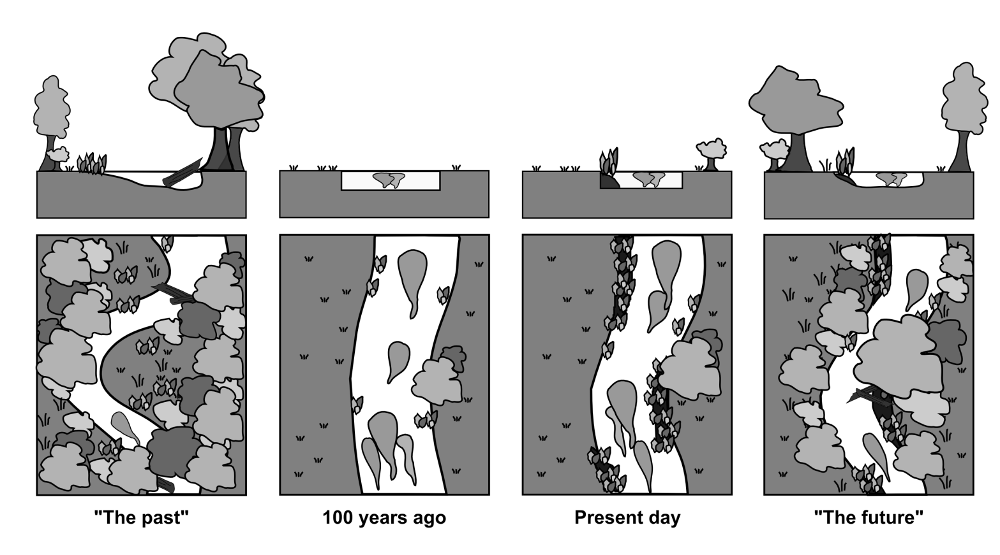 "The past"
100 years ago
Present day
"The future"